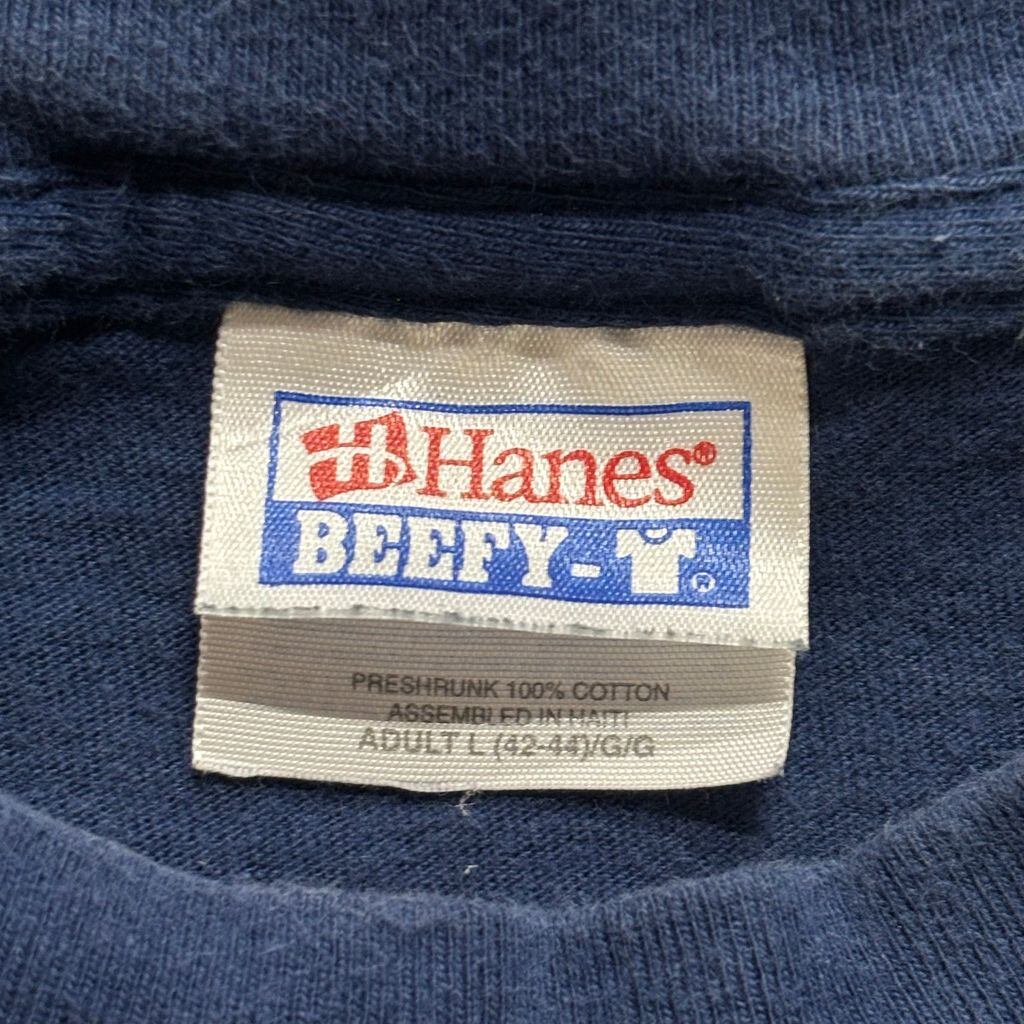 Hanes®
BEEFY-T®
PRESHRUNK 100% COTTON
ASSEMBLED IN HAITI
ADULT L (42-44)/G/G